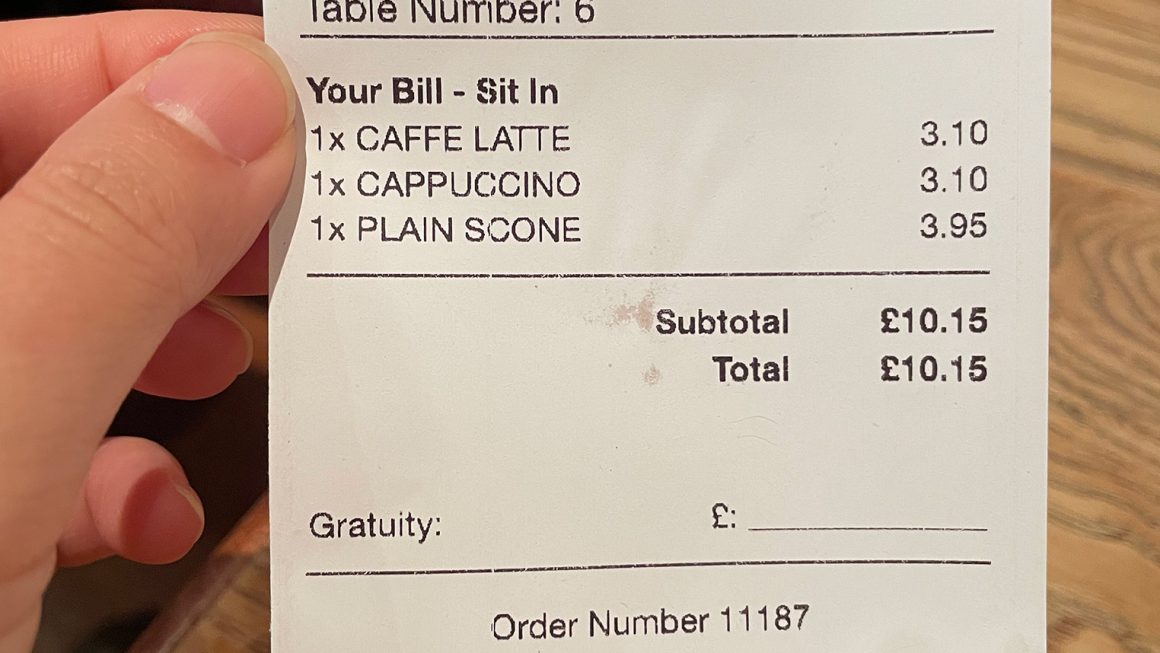 Table Number: 6
Your Bill - Sit In
1x CAFFE LATTE 3.10
1x CAPPUCCINO 3.10
1x PLAIN SCONE 3.95
Subtotal £10.15
Total £10.15
Gratuity: £: ___________
Order Number 11187